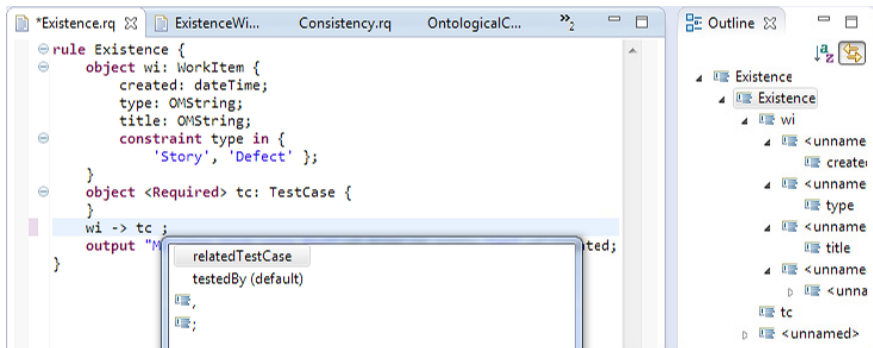 *Existence.rq ExistenceWi... Consistency.rq OntologicalC... »2
rule Existence {
object wi: WorkItem {
created: dateTime;
type: OMString;
title: OMString;
constraint type in {
'Story', 'Defect' };
}
object <Required> tc: TestCase {
}
wi -> tc ;
output "M ted;
}
relatedTestCase
testedBy (default)
,
;
Outline
Existence
Existence
wi
<unname
create
<unname
type
<unname
title
<unname
<unna
tc
<unnamed>